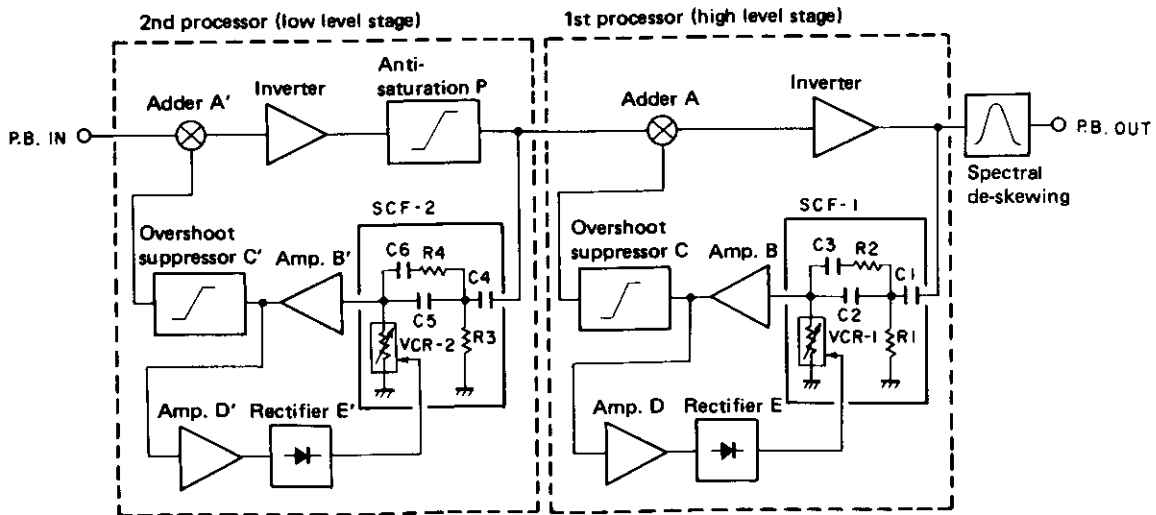 2nd processor (low level stage)
1st processor (high level stage)
Adder A'
Inverter
Anti-
saturation P
P.B. IN
Adder A
Inverter
P.B. OUT
Spectral
de-skewing
SCF-2
Overshoot
suppressor C'
Amp. B'
C6
R4
C4
C5
R3
VCR-2
Amp. D'
Rectifier E'
SCF-1
Overshoot
suppressor C
Amp. B
C3
R2
C1
C2
R1
VCR-1
Amp. D
Rectifier E